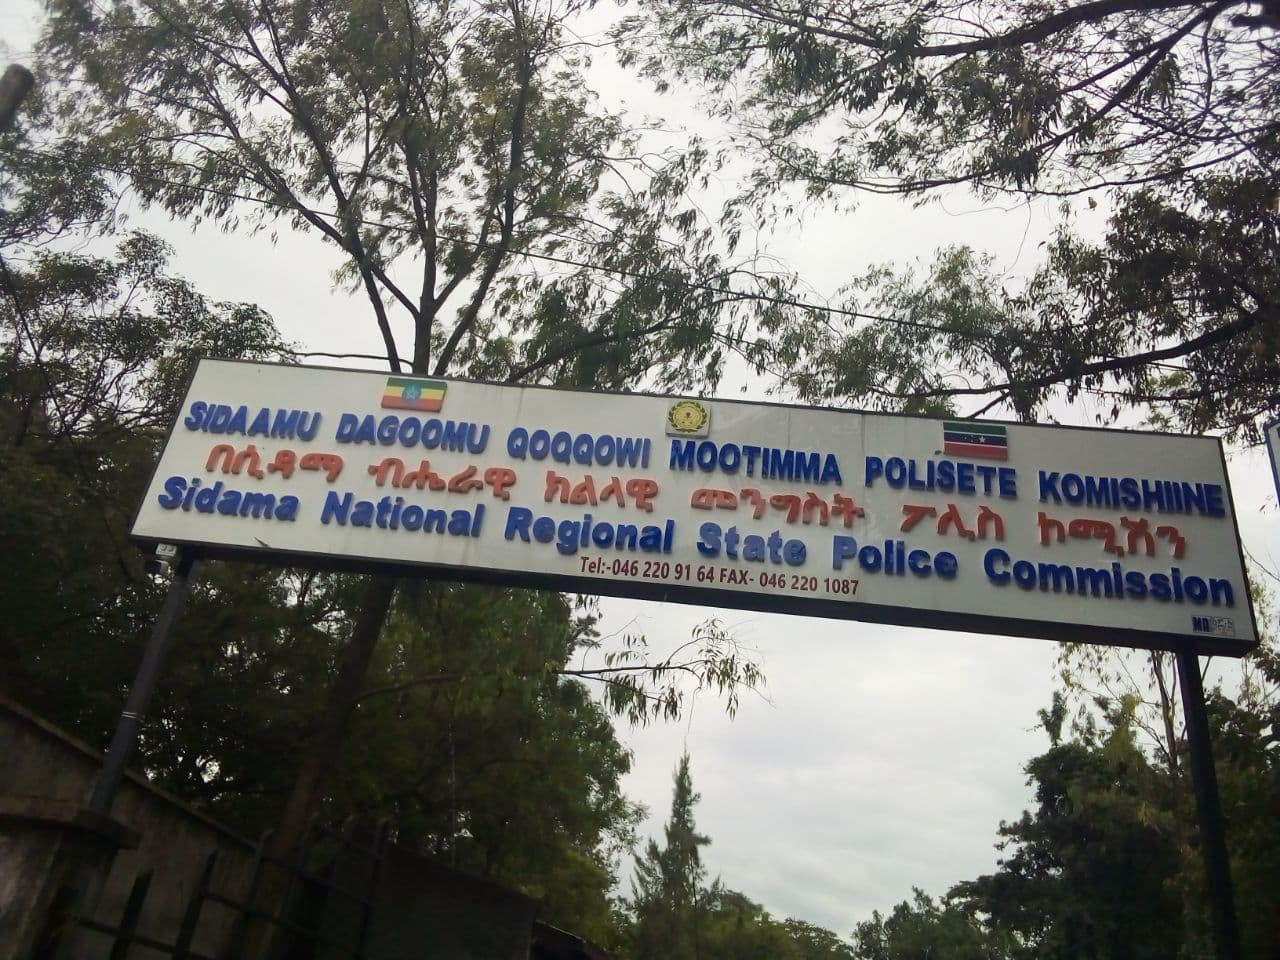 SIDAAMU DAGOOMU QOQQOWI MOOTIMMA POLISETE KOMISHIINE
በሲዳማ ብሔራዊ ክልላዊ መንግስት ፖሊስ ኮሚሽን
Sidama National Regional State Police Commission
Tel:-046 220 91 64 FAX- 046 220 1087